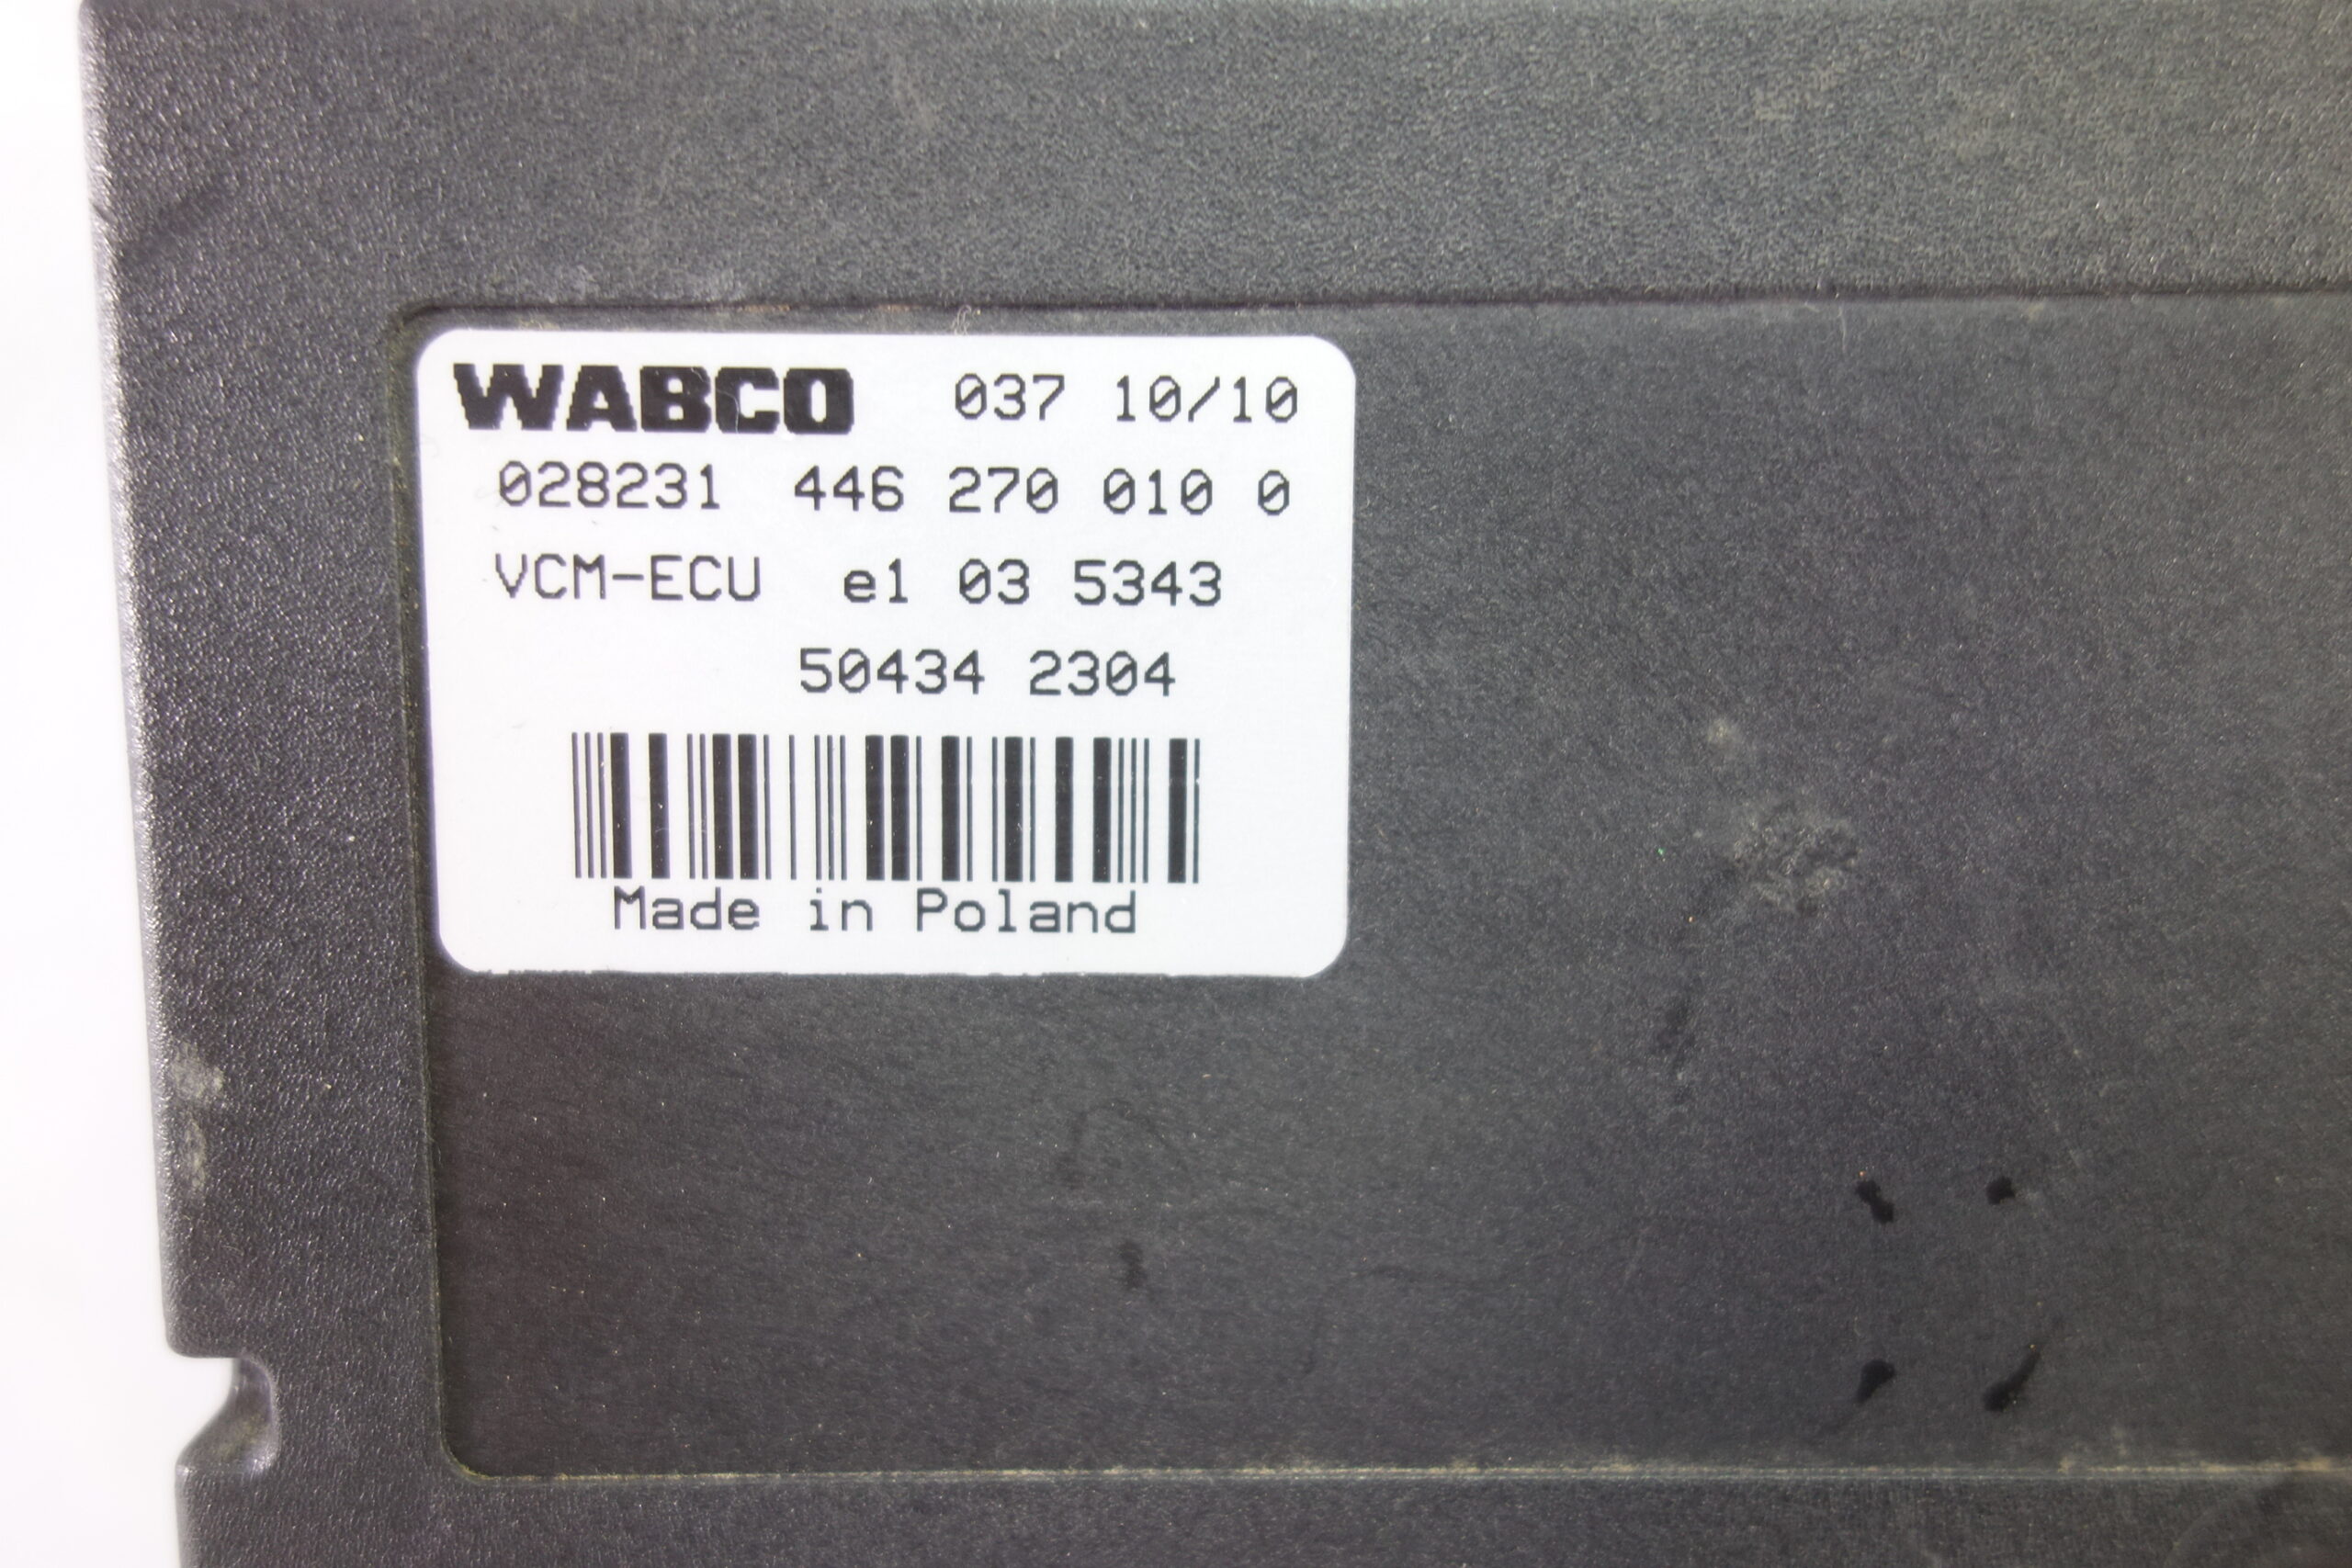 WABCO 037 10/10
028231 446 270 010 0
VCM-ECU e1 03 5343
50434 2304
Made in Poland